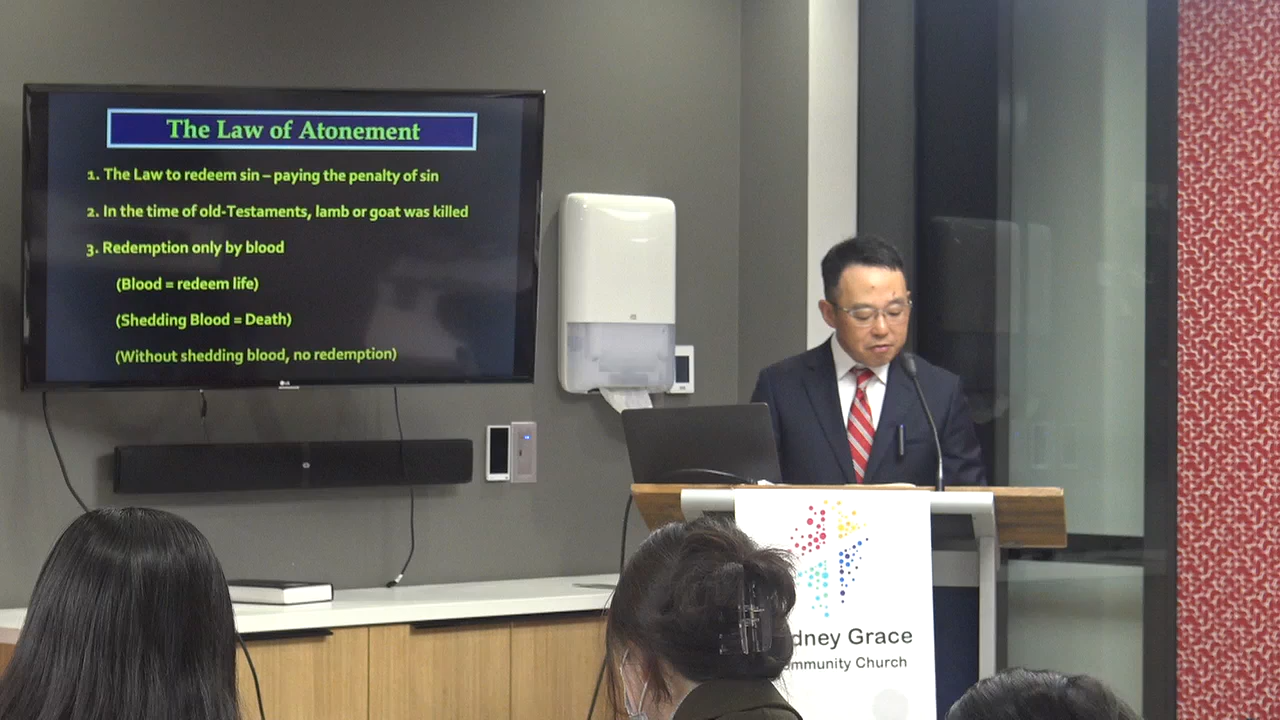 The Law of Atonement
1. The Law to redeem sin – paying the penalty of sin
2. In the time of old-Testaments, lamb or goat was killed
3. Redemption only by blood
(Blood = redeem life)
(Shedding Blood = Death)
(Without shedding blood, no redemption)
LG
dney Grace
ommunity Church